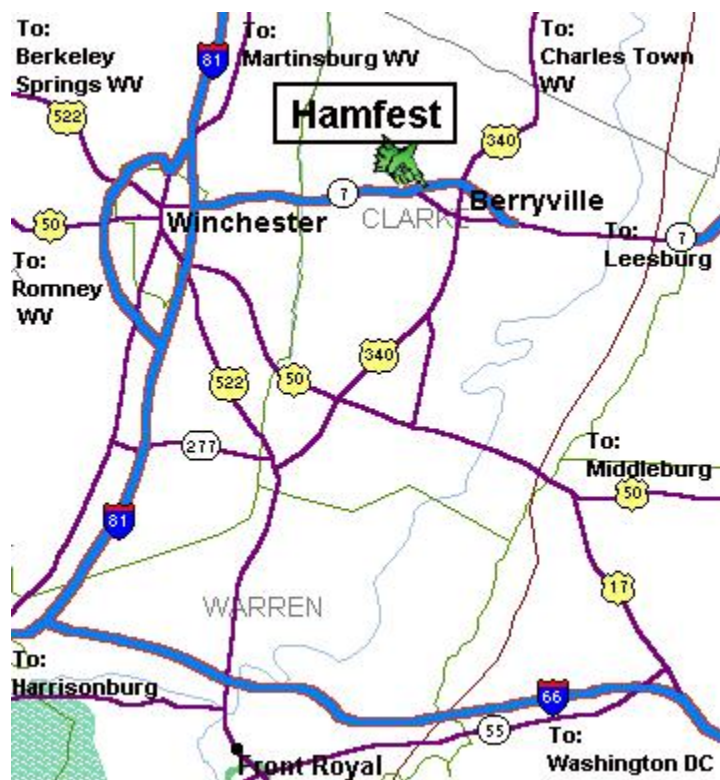 To:
Berkeley
Springs WV
81
To:
Martinsburg WV
To:
Charles Town
WV
522
Hamfest
340
7
Berryville
50
Winchester
CLARKE
To:
Leesburg
7
To:
Romney
WV
340
522
50
277
To:
Middleburg
50
81
17
WARREN
To:
Harrisonburg
66
55
To:
Washington DC
Front Royal